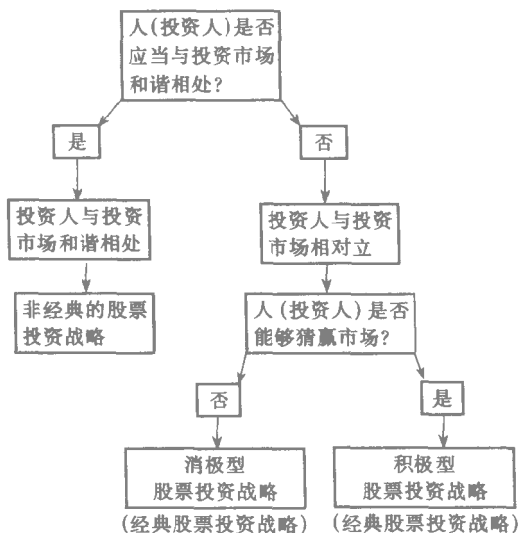 人(投资人)是否
应当与投资市场
和谐相处?
是
否
投资人与投资
市场和谐相处
投资人与投资
市场相对立
非经典的股票
投资战略
人(投资人)是否
能够猜赢市场?
否
是
消极型
股票投资战略
积极型
股票投资战略
(经典股票投资战略)
(经典股票投资战略)